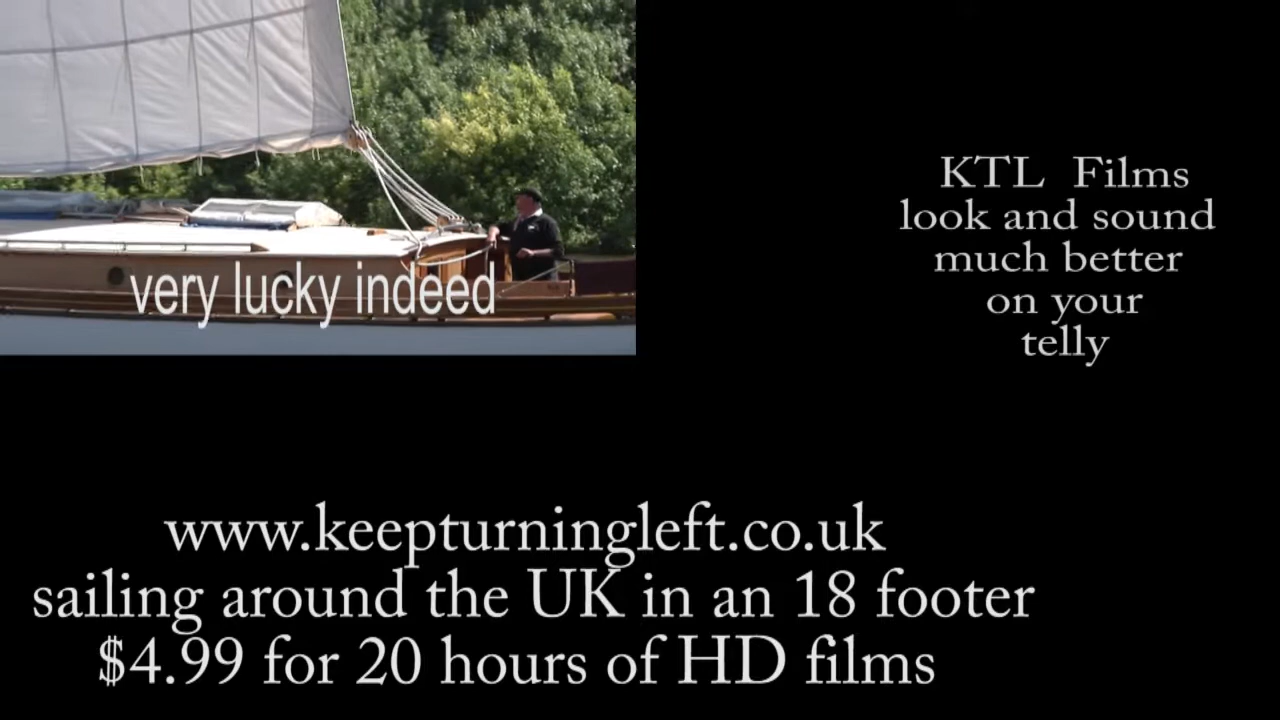 very lucky indeed
KTL Films
look and sound
much better
on your
telly
www.keepturningleft.co.uk
sailing around the UK in an 18 footer
$4.99 for 20 hours of HD films